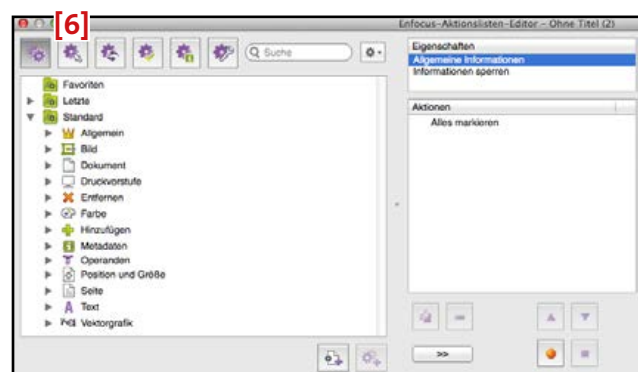 [6]
Enfocus-Aktionslisten-Editor – Ohne Titel (2)
Suche
Favoriten
Letzte
Standard
Allgemein
Bild
Dokument
Druckvorstufe
Entfernen
Farbe
Hinzufügen
Metadaten
Operanden
Position und Größe
Seite
Text
Vektorgrafik
Eigenschaften
Allgemeine Informationen
Informationen sperren
Aktionen
Alles markieren
>>